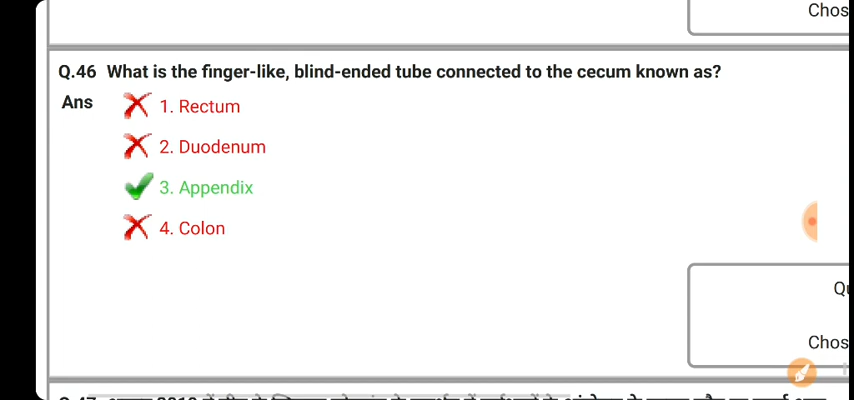 Chos
Q.46 What is the finger-like, blind-ended tube connected to the cecum known as?
Ans 1. Rectum
2. Duodenum
3. Appendix
4. Colon
Chos